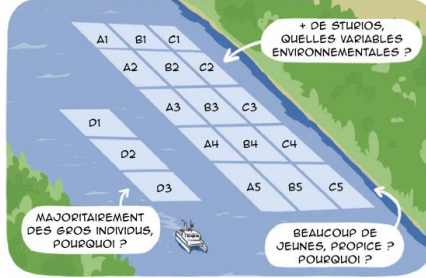 + DE STURIOS,
QUELLES VARIABLES
ENVIRONNEMENTALES ?
A1 B1 C1
A2 B2 C2
A3 B3 C3
D1
A4 B4 C4
D2
A5 B5 C5
D3
MAJORITAIREMENT
DES GROS INDIVIDUS,
POURQUOI ?
BEAUCOUP DE
JEUNES, PROPICE ?
POURQUOI ?